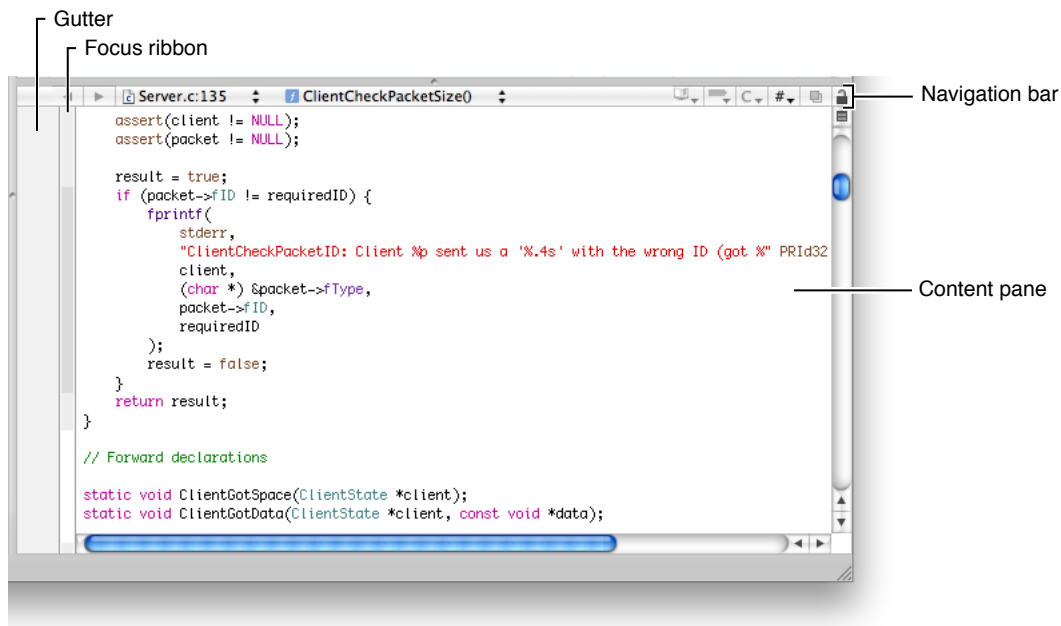 Gutter
Focus ribbon
Server.c:135 ClientCheckPacketSize() C #
Navigation bar
assert(client != NULL);
assert(packet != NULL);
result = true;
if (packet->fID != requiredID) {
fprintf(
stderr,
"ClientCheckPacketID: Client %p sent us a '%.4s' with the wrong ID (got %" PRId32
client,
(char *) &packet->fType,
Content pane
packet->fID,
requiredID
);
result = false;
}
return result;
}
// Forward declarations
static void ClientGotSpace(ClientState *client);
static void ClientGotData(ClientState *client, const void *data);